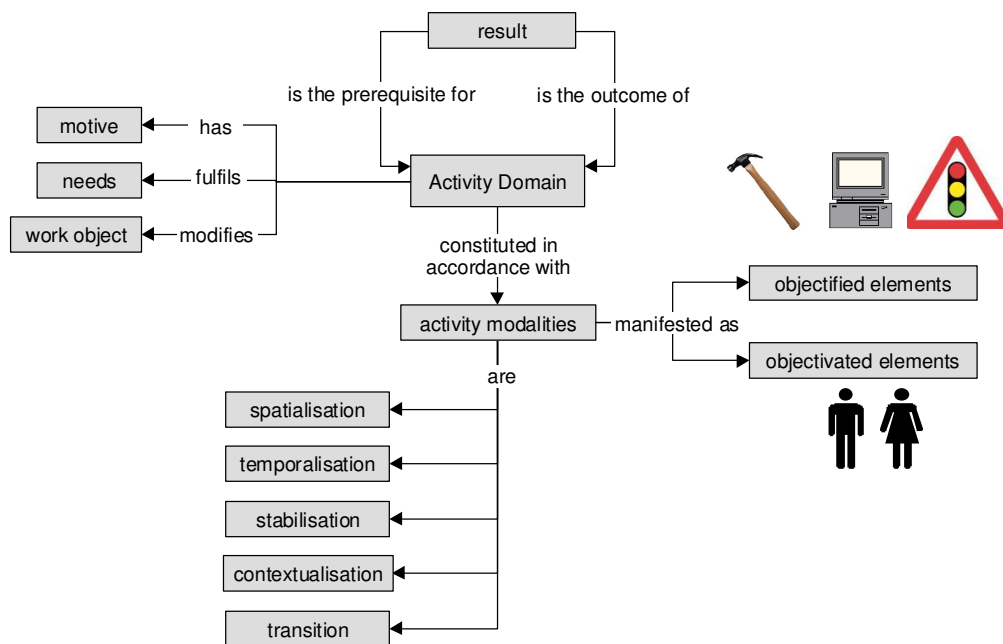 result
is the prerequisite for
is the outcome of
motive
has
needs
fulfils
Activity Domain
work object
modifies
constituted in
accordance with
objectified elements
activity modalities
manifested as
objectivated elements
are
spatialisation
temporalisation
stabilisation
contextualisation
transition